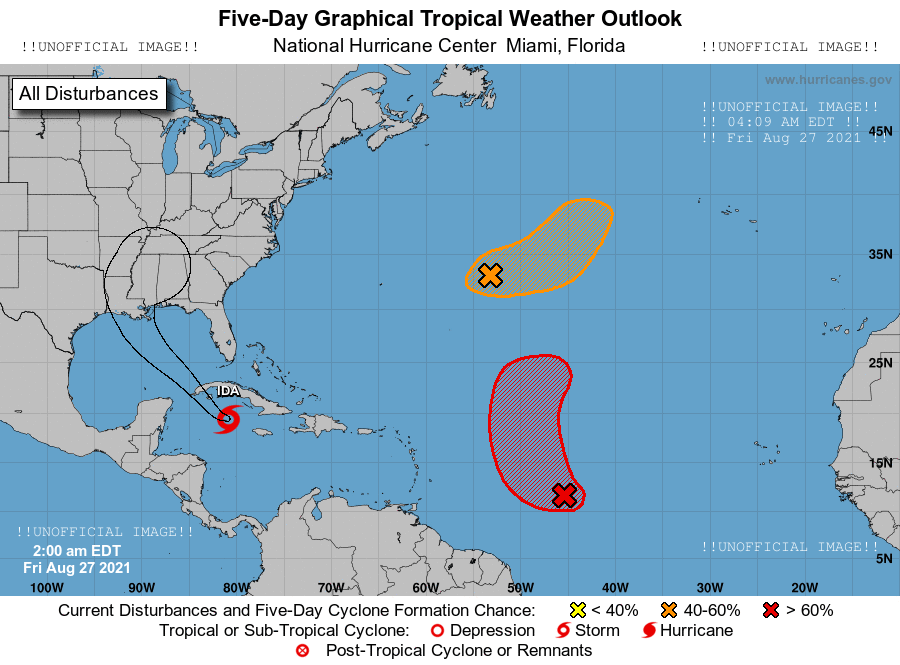 Five-Day Graphical Tropical Weather Outlook
!!UNOFFICIAL IMAGE!! National Hurricane Center Miami, Florida !!UNOFFICIAL IMAGE!!
www.hurricanes.gov
All Disturbances
!!UNOFFICIAL IMAGE!!
!! 04:09 AM EDT !!
!! Fri Aug 27 2021 !!
45N
35N
25N
IDA
15N
!!UNOFFICIAL IMAGE!!
!!UNOFFICIAL IMAGE!!
2:00 am EDT
5N
Fri Aug 27 2021
100W 90W 80W 70W 60W 50W 40W 30W 20W
Current Disturbances and Five-Day Cyclone Formation Chance: < 40% 40-60% > 60%
Tropical or Sub-Tropical Cyclone: Depression Storm Hurricane
Post-Tropical Cyclone or Remnants